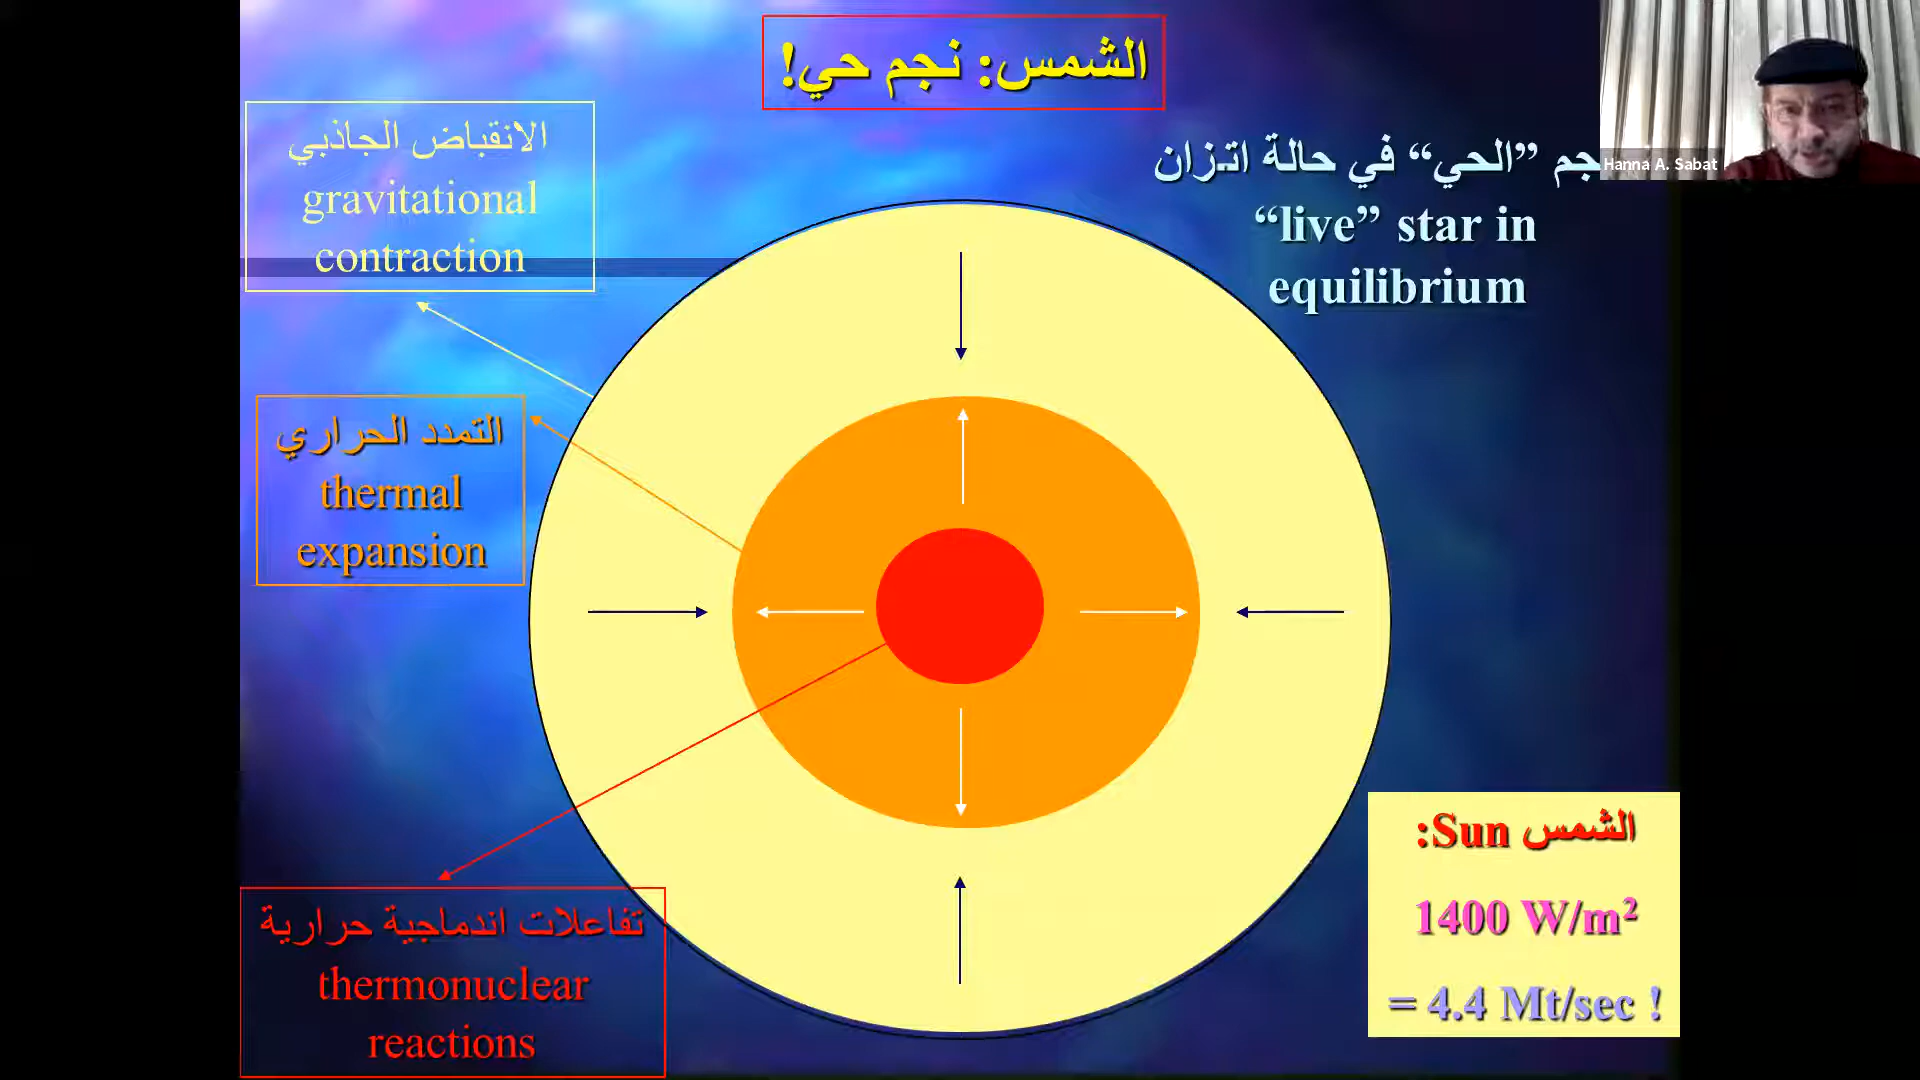 الشمس: نجم حي!
الانقباض الجاذبي
gravitational
contraction
جم ”الحي“ في حالة اتزان
“live” star in
equilibrium
Hanna A. Sabat
التمدد الحراري
thermal
expansion
تفاعلات اندماجية حرارية
thermonuclear
reactions
الشمس Sun:
1400 W/m²
= 4.4 Mt/sec !